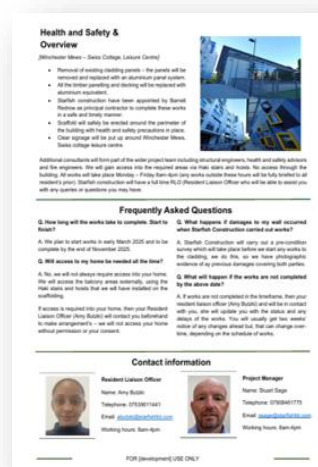 Health and Safety &
Overview
[Winchester Mews – Swiss Cottage, Leisure Centre]
Removal of existing cladding panels – the panels will be
removed and replaced with an aluminium panel system.
All the timber panelling and decking will be replaced with
aluminium equivalent.
Starfish construction have been appointed by Barratt
Redrow as principal contractor to complete these works
in a safe and timely manner.
Scaffold will safely be erected around the perimeter of
the building with health and safety precautions in place.
Clear signage will be put up around Winchester Mews,
Swiss cottage leisure centre.
Additional consultants will form part of the wider project team including structural engineers, health and safety advisors
and fire engineers. We will gain access into the required areas via Haki stairs and hoists. No access through the
building. All works will take place Monday – Friday 8am-4pm (any works outside these hours will be fully briefed to all
resident's prior). Starfish construction will have a full time RLO (Resident Liaison Officer who will be able to assist you
with any queries or questions you may have.
Frequently Asked Questions
Q. How long will the works take to complete. Start to
finish?
A. We plan to start works in early March 2025 and to be
complete by the end of November 2025.
Q. Will access to my home be needed all the time?
A. No, we will not always require access into your home.
We will access the balcony areas externally, using the
Haki stairs and hoists that we will have installed on the
scaffolding.
If access is required into your home, then your Resident
Liaison Officer (Amy Butzki) will contact you beforehand
to make arrangement's – we will not access your home
without permission or your consent.
Q. What happens if damages to my wall occurred
when Starfish Construction carried out works?
A. Starfish Construction will carry out a pre-condition
survey which will take place before we start any works to
the cladding, we do this, so we have photographic
evidence of any previous damages covering both parties.
Q. What will happen if the works are not completed
by the above date?
A. If works are not completed in the timeframe, then your
resident liaison officer (Amy Butzki) will be in contact
with you, she will update you with the status and any
delays of the works. You will usually get two weeks'
notice of any changes ahead but, that can change over-
time, depending on the schedule of works.
Contact information
Resident Liaison Officer
Name: Amy Butzki
Telephone: 07539611441
Working hours: 8am-4pm
Project Manager
Name: Stuart Sage
Telephone: 07908461775
Working hours: 8am-4pm
FOR [development] USE ONLY